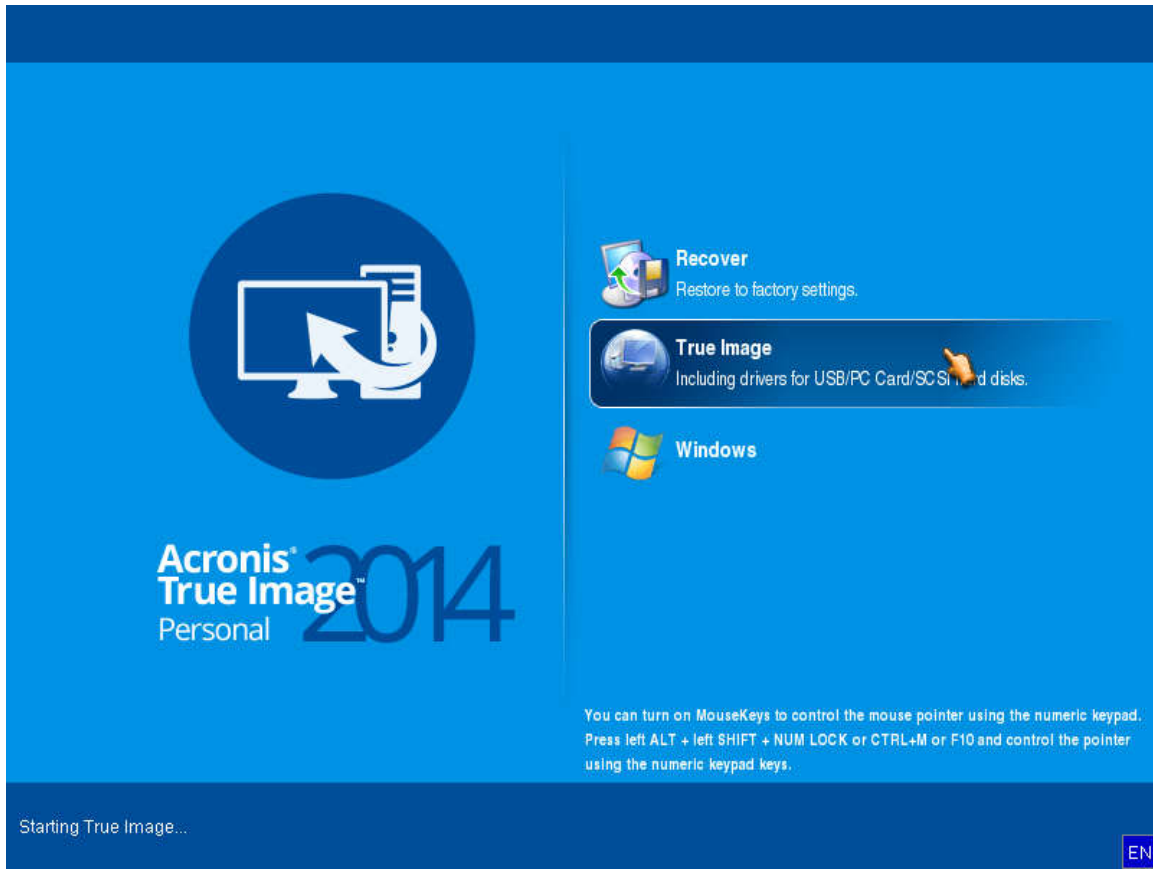 Recover
Restore to factory settings.
True Image
Including drivers for USB/PC Card/SCSI disks.
Windows
Acronis® 2014
True Image™
Personal
You can turn on MouseKeys to control the mouse pointer using the numeric keypad.
Press left ALT + left SHIFT + NUM LOCK or CTRL+M or F10 and control the pointer
using the numeric keypad keys.
Starting True Image...
EN